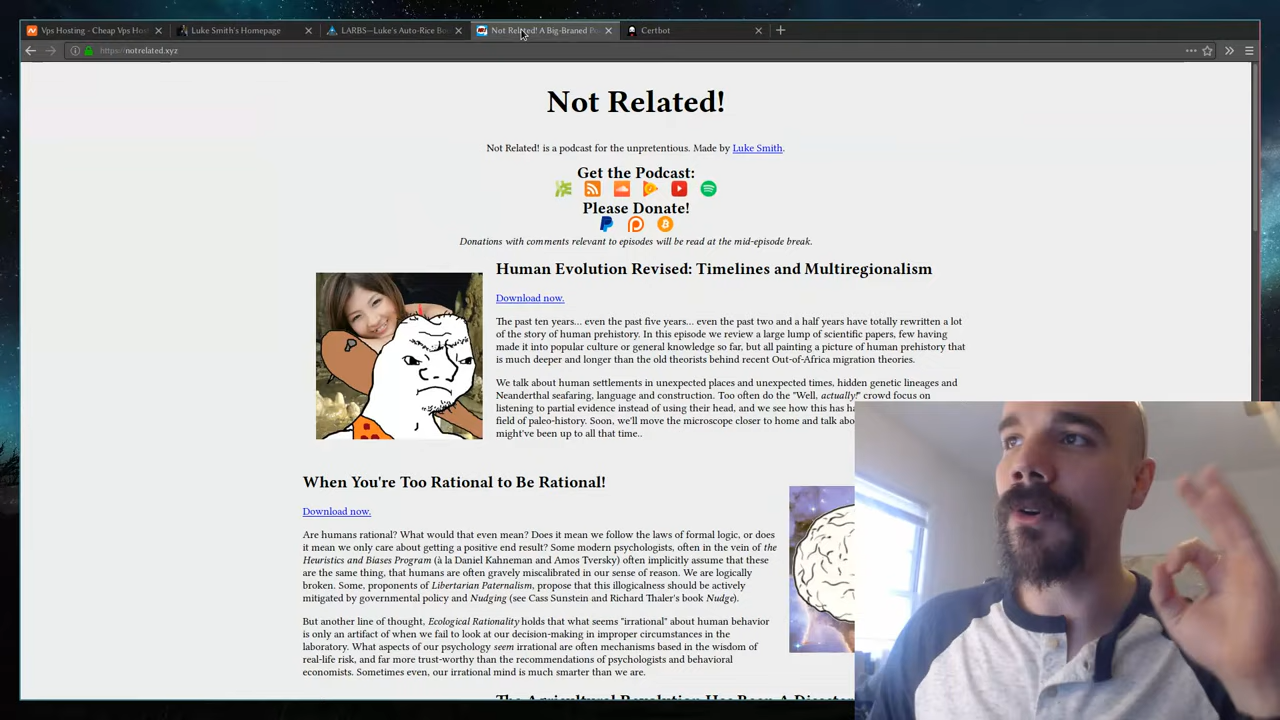 Vps Hosting - Cheap Vps Hos
Luke Smith's Homepage
LARBS—Luke's Auto-Rice Bo
Not Related! A Big-Braned P
Certbot
https://notrelated.xyz
Not Related!
Not Related! is a podcast for the unpretentious. Made by Luke Smith.
Get the Podcast:
Please Donate!
Donations with comments relevant to episodes will be read at the mid-episode break.
Human Evolution Revised: Timelines and Multiregionalism
Download now.
The past ten years... even the past five years... even the past two and a half years have totally rewritten a lot
of the story of human prehistory. In this episode we review a large lump of scientific papers, few having
made it into popular culture or general knowledge so far, but all painting a picture of human prehistory that
is much deeper and longer than the old theorists behind recent Out-of-Africa migration theories.
We talk about human settlements in unexpected places and unexpected times, hidden genetic lineages and
Neanderthal seafaring, language and construction. Too often do the "Well, actually!" crowd focus on
listening to partial evidence instead of using their head, and we see how this has
field of paleo-history. Soon, we'll move the microscope closer to home and talk
might've been up to all that time..
When You're Too Rational to Be Rational!
Download now.
Are humans rational? What would that even mean? Does it mean we follow the laws of formal logic, or does
it mean we only care about getting a positive end result? Some modern psychologists, often in the vein of the
Heuristics and Biases Program (à la Daniel Kahneman and Amos Tversky) often implicitly assume that these
are the same thing, that humans are often gravely miscalibrated in our sense of reason. We are logically
broken. Some, proponents of Libertarian Paternalism, propose that this illogicalness should be actively
mitigated by governmental policy and Nudging (see Cass Sunstein and Richard Thaler's book Nudge).
But another line of thought, Ecological Rationality holds that what seems "irrational" about human behavior
is only an artifact of when we fail to look at our decision-making in improper circumstances in the
laboratory. What aspects of our psychology seem irrational are often mechanisms based in the wisdom of
real-life risk, and far more trust-worthy than the recommendations of psychologists and behavioral
economists. Sometimes even, our irrational mind is much smarter than we are.
The Agricultural Revolution Has Been A Disaster